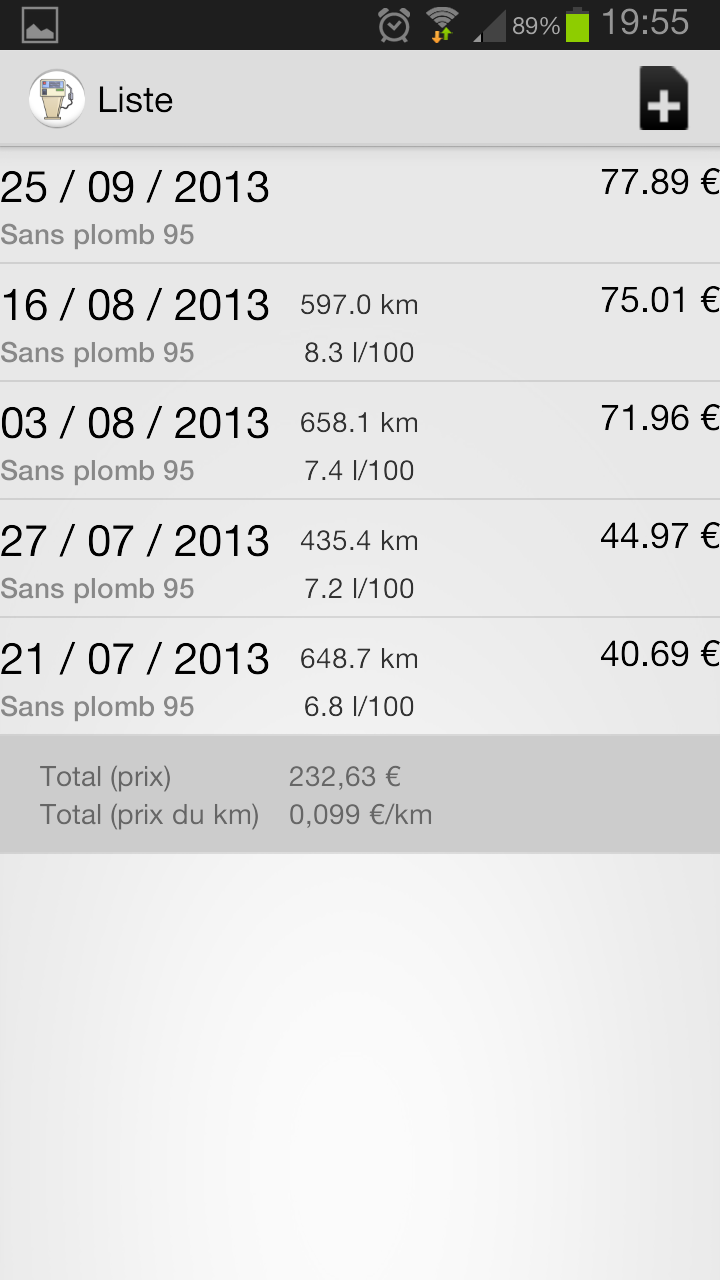 89% 19:55
Liste
25 / 09 / 2013 77.89 €
Sans plomb 95
16 / 08 / 2013 597.0 km 75.01 €
Sans plomb 95 8.3 l/100
03 / 08 / 2013 658.1 km 71.96 €
Sans plomb 95 7.4 l/100
27 / 07 / 2013 435.4 km 44.97 €
Sans plomb 95 7.2 l/100
21 / 07 / 2013 648.7 km 40.69 €
Sans plomb 95 6.8 l/100
Total (prix) 232,63 €
Total (prix du km) 0,099 €/km